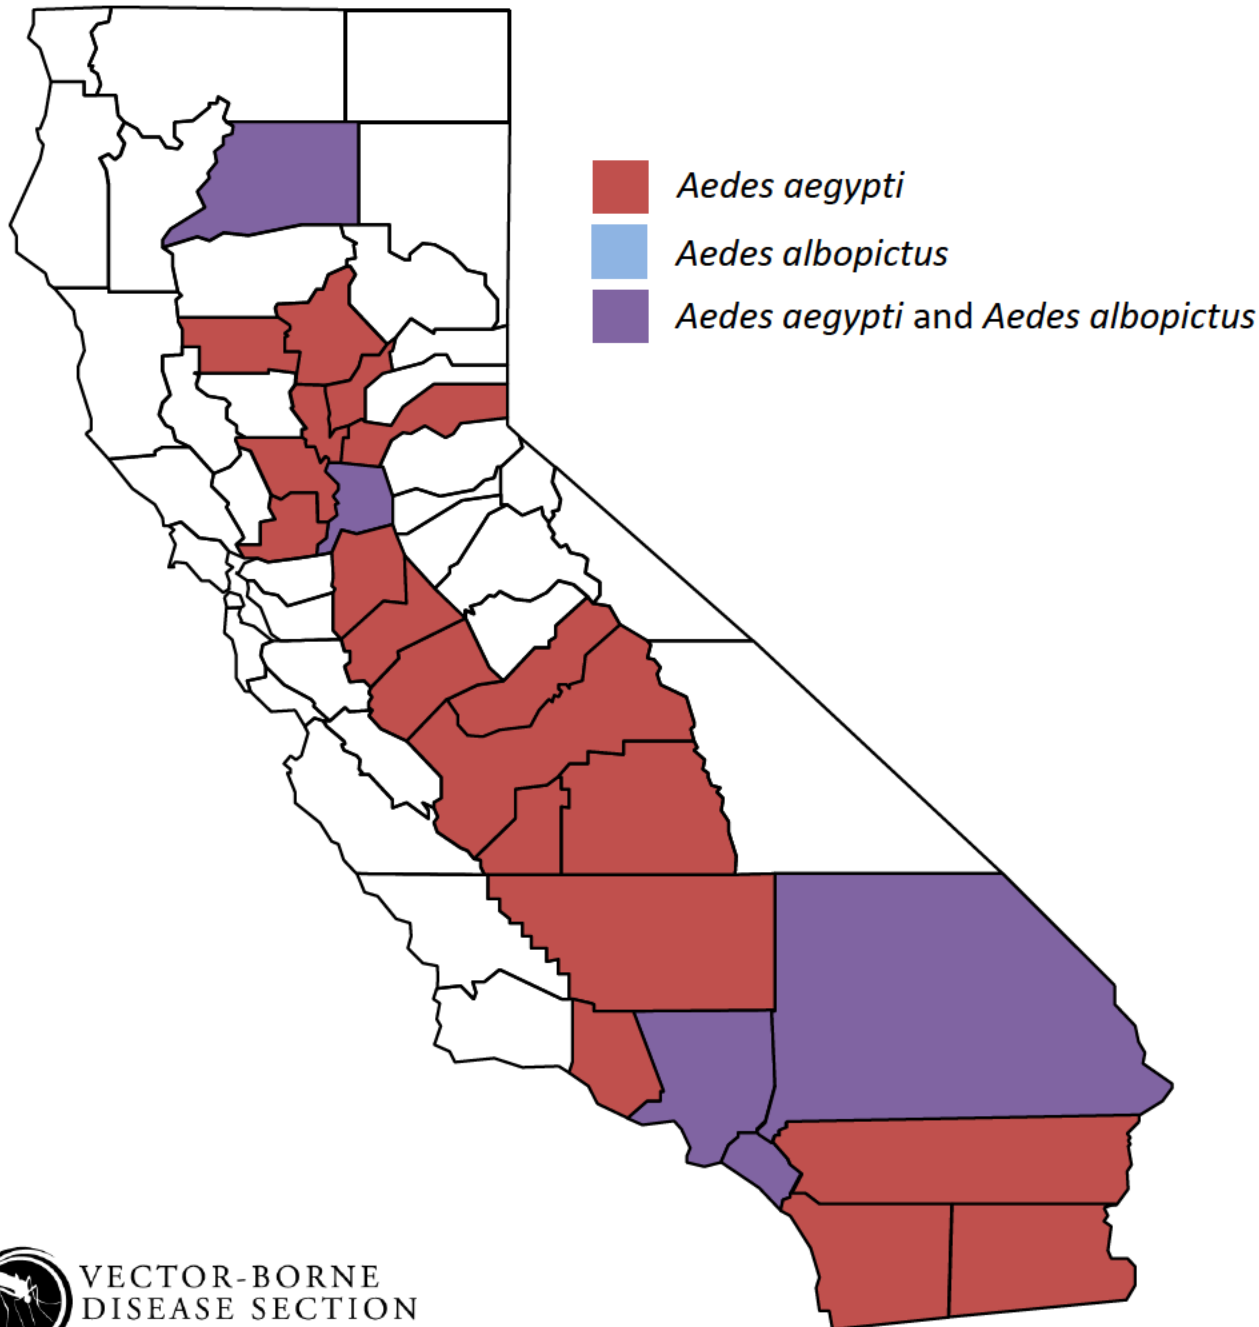 Aedes aegypti
Aedes albopictus
Aedes aegypti and Aedes albopictus
VECTOR-BORNE
DISEASE SECTION